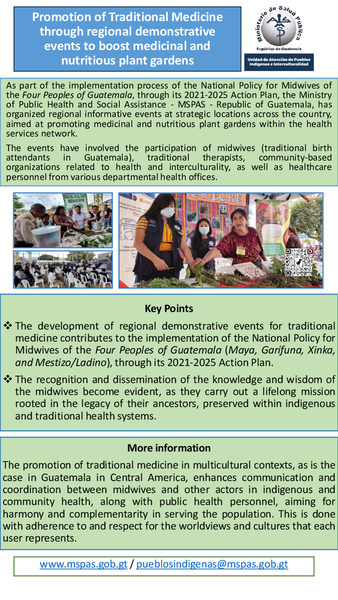 Promotion of Traditional Medicine
through regional demonstrative
events to boost medicinal and
nutritious plant gardens
Ministerio de Salud Pública
República de Guatemala
Unidad de Atención de Pueblos
Indígenas e Interculturalidad
As part of the implementation process of the National Policy for Midwives of
the Four Peoples of Guatemala, through its 2021-2025 Action Plan, the Ministry
of Public Health and Social Assistance - MSPAS - Republic of Guatemala, has
organized regional informative events at strategic locations across the country,
aimed at promoting medicinal and nutritious plant gardens within the health
services network.
The events have involved the participation of midwives (traditional birth
attendants in Guatemala), traditional therapists, community-based
organizations related to health and interculturality, as well as healthcare
personnel from various departmental health offices.
Key Points
❖ The development of regional demonstrative events for traditional
medicine contributes to the implementation of the National Policy for
Midwives of the Four Peoples of Guatemala (Maya, Garífuna, Xinka,
and Mestizo/Ladino), through its 2021-2025 Action Plan.
❖ The recognition and dissemination of the knowledge and wisdom of
the midwives become evident, as they carry out a lifelong mission
rooted in the legacy of their ancestors, preserved within indigenous
and traditional health systems.
More information
The promotion of traditional medicine in multicultural contexts, as is the
case in Guatemala in Central America, enhances communication and
coordination between midwives and other actors in indigenous and
community health, along with public health personnel, aiming for
harmony and complementarity in serving the population. This is done
with adherence to and respect for the worldviews and cultures that each
user represents.
www.mspas.gob.gt / pueblosindigenas@mspas.gob.gt